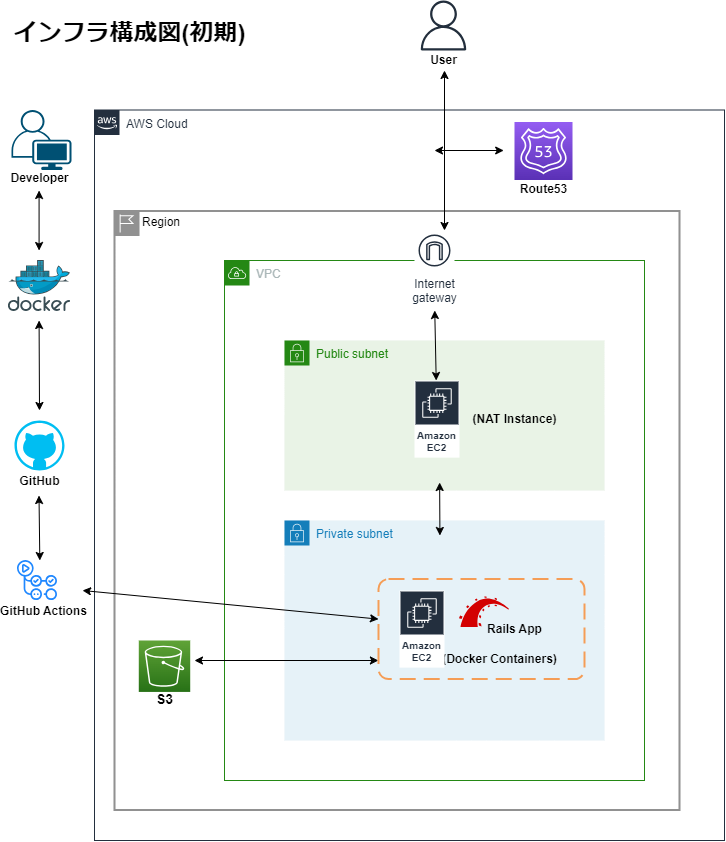 インフラ構成図(初期)
User
aws
AWS Cloud
Developer
53
Route53
Region
docker
VPC
Internet
gateway
Public subnet
Amazon
EC2
(NAT Instance)
GitHub
Private subnet
GitHub Actions
Rails App
Amazon
EC2
(Docker Containers)
S3